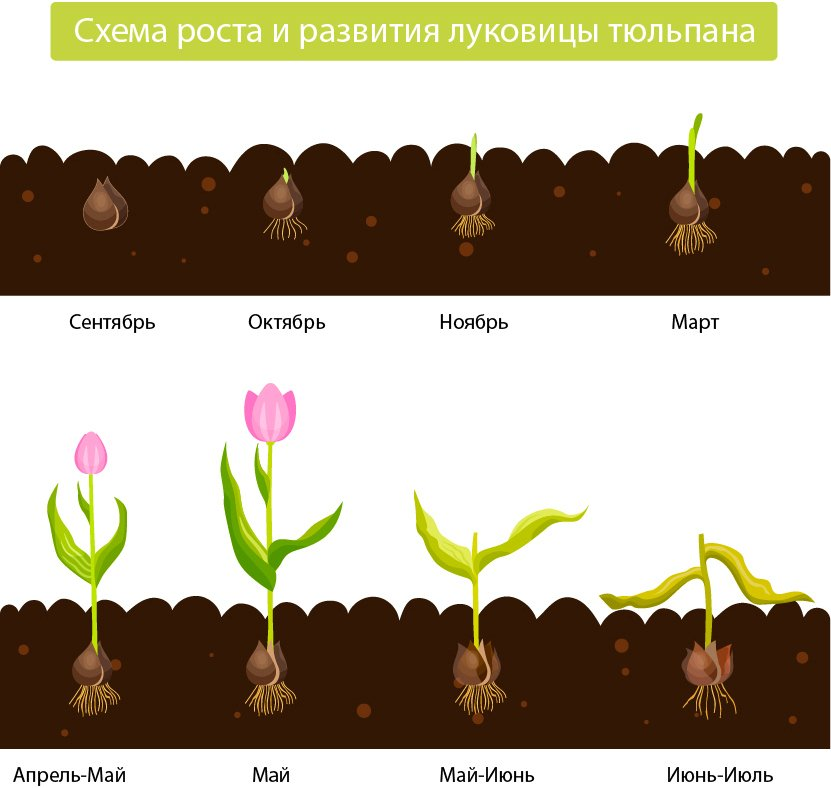 Схема роста и развития луковицы тюльпана
Сентябрь
Октябрь
Ноябрь
Март
Апрель-Май
Май
Май-Июнь
Июнь-Июль